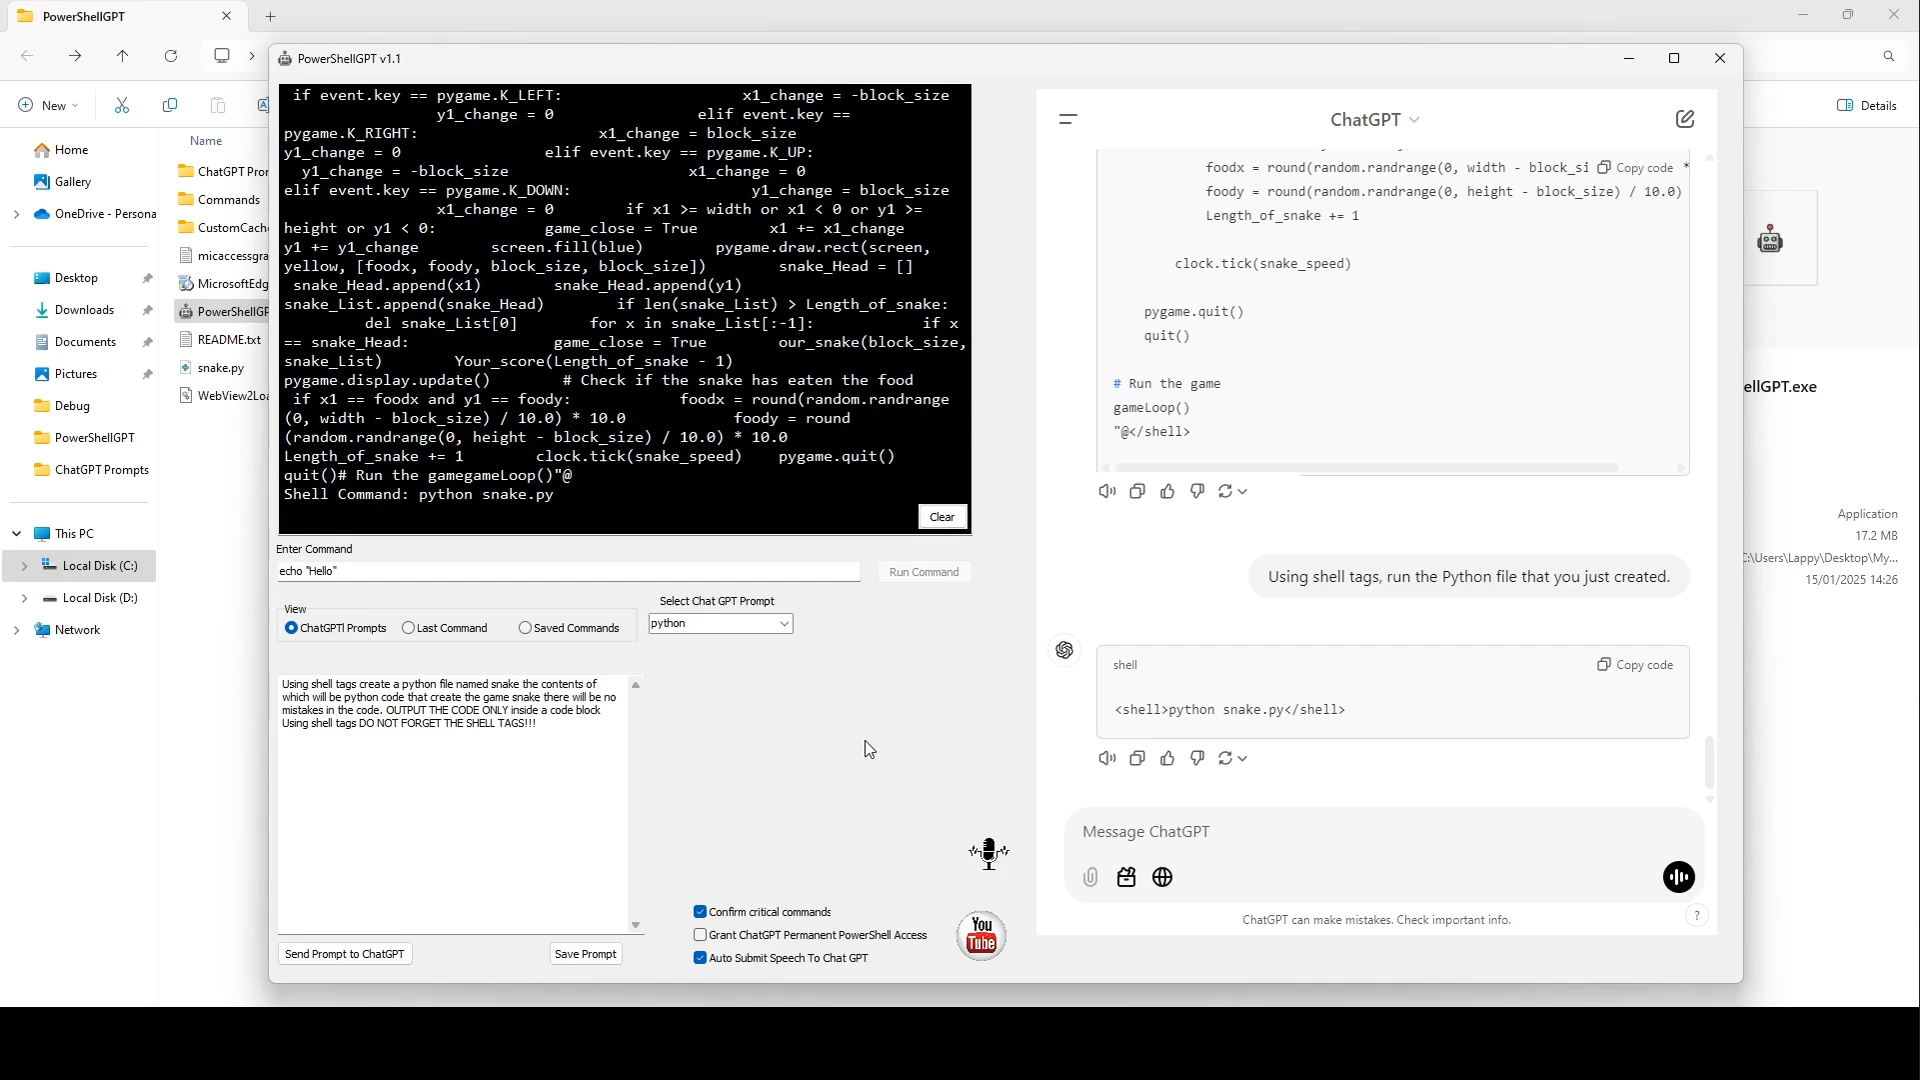 PowerShellGPT
New
Details
Name
Home
Gallery
OneDrive - Persona
Desktop
Downloads
Documents
Pictures
Debug
PowerShellGPT
ChatGPT Prompts
This PC
Local Disk (C:)
Local Disk (D:)
Network
ChatGPT Pro
Commands
CustomCach
micaccessgra
MicrosoftEdg
PowerShellGP
README.txt
snake.py
WebView2Loa
PowerShellGPT v1.1
if event.key == pygame.K_LEFT: x1_change = -block_size
y1_change = 0 elif event.key ==
pygame.K_RIGHT: x1_change = block_size
y1_change = 0 elif event.key == pygame.K_UP:
y1_change = -block_size x1_change = 0
elif event.key == pygame.K_DOWN: y1_change = block_size
x1_change = 0 if x1 >= width or x1 < 0 or y1 >=
height or y1 < 0: game_close = True x1 += x1_change
y1 += y1_change screen.fill(blue) pygame.draw.rect(screen,
yellow, [foodx, foody, block_size, block_size]) snake_Head = []
snake_Head.append(x1) snake_Head.append(y1)
snake_List.append(snake_Head) if len(snake_List) > Length_of_snake:
del snake_List[0] for x in snake_List[:-1]: if x
== snake_Head: game_close = True our_snake(block_size,
snake_List) Your_score(Length_of_snake - 1)
pygame.display.update() # Check if the snake has eaten the food
if x1 == foodx and y1 == foody: foodx = round(random.randrange
(0, width - block_size) / 10.0) * 10.0 foody = round
(random.randrange(0, height - block_size) / 10.0) * 10.0
Length_of_snake += 1 clock.tick(snake_speed) pygame.quit()
quit()# Run the gamegameLoop()"@
Shell Command: python snake.py
Clear
Enter Command
echo "Hello"
Run Command
View
ChatGPTl Prompts
Last Command
Saved Commands
Select Chat GPT Prompt
python
Using shell tags create a python file named snake the contents of
which will be python code that create the game snake there will be no
mistakes in the code. OUTPUT THE CODE ONLY inside a code block
Using shell tags DO NOT FORGET THE SHELL TAGS!!!
Send Prompt to ChatGPT
Save Prompt
Confirm critical commands
Grant ChatGPT Permanent PowerShell Access
Auto Submit Speech To Chat GPT
You
Tube
ChatGPT
foodx = round(random.randrange(0, width - block_si Copy code *
foody = round(random.randrange(0, height - block_size) / 10.0)
Length_of_snake += 1
clock.tick(snake_speed)
pygame.quit()
quit()
# Run the game
gameLoop()
"@</shell>
Using shell tags, run the Python file that you just created.
shell
Copy code
<shell>python snake.py</shell>
Message ChatGPT
ChatGPT can make mistakes. Check important info.
?
ellGPT.exe
Application
17.2 MB
C:\Users\Lappy\Desktop\My...
15/01/2025 14:26